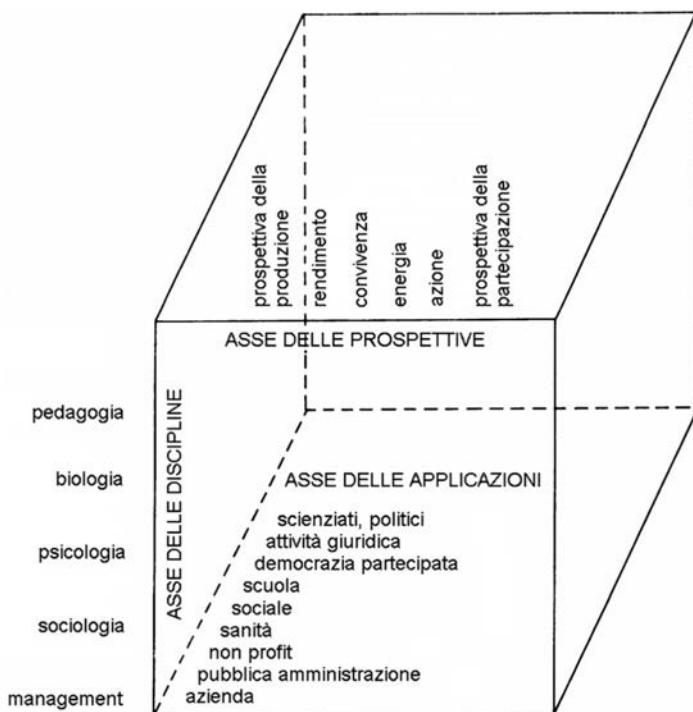 prospettiva della
produzione
rendimento
convivenza
energia
azione
prospettiva della
partecipazione
ASSE DELLE PROSPETTIVE
ASSE DELLE DISCIPLINE
pedagogia
biologia
psicologia
sociologia
management
ASSE DELLE APPLICAZIONI
scienziati, politici
attività giuridica
democrazia partecipata
scuola
sociale
sanità
non profit
pubblica amministrazione
azienda